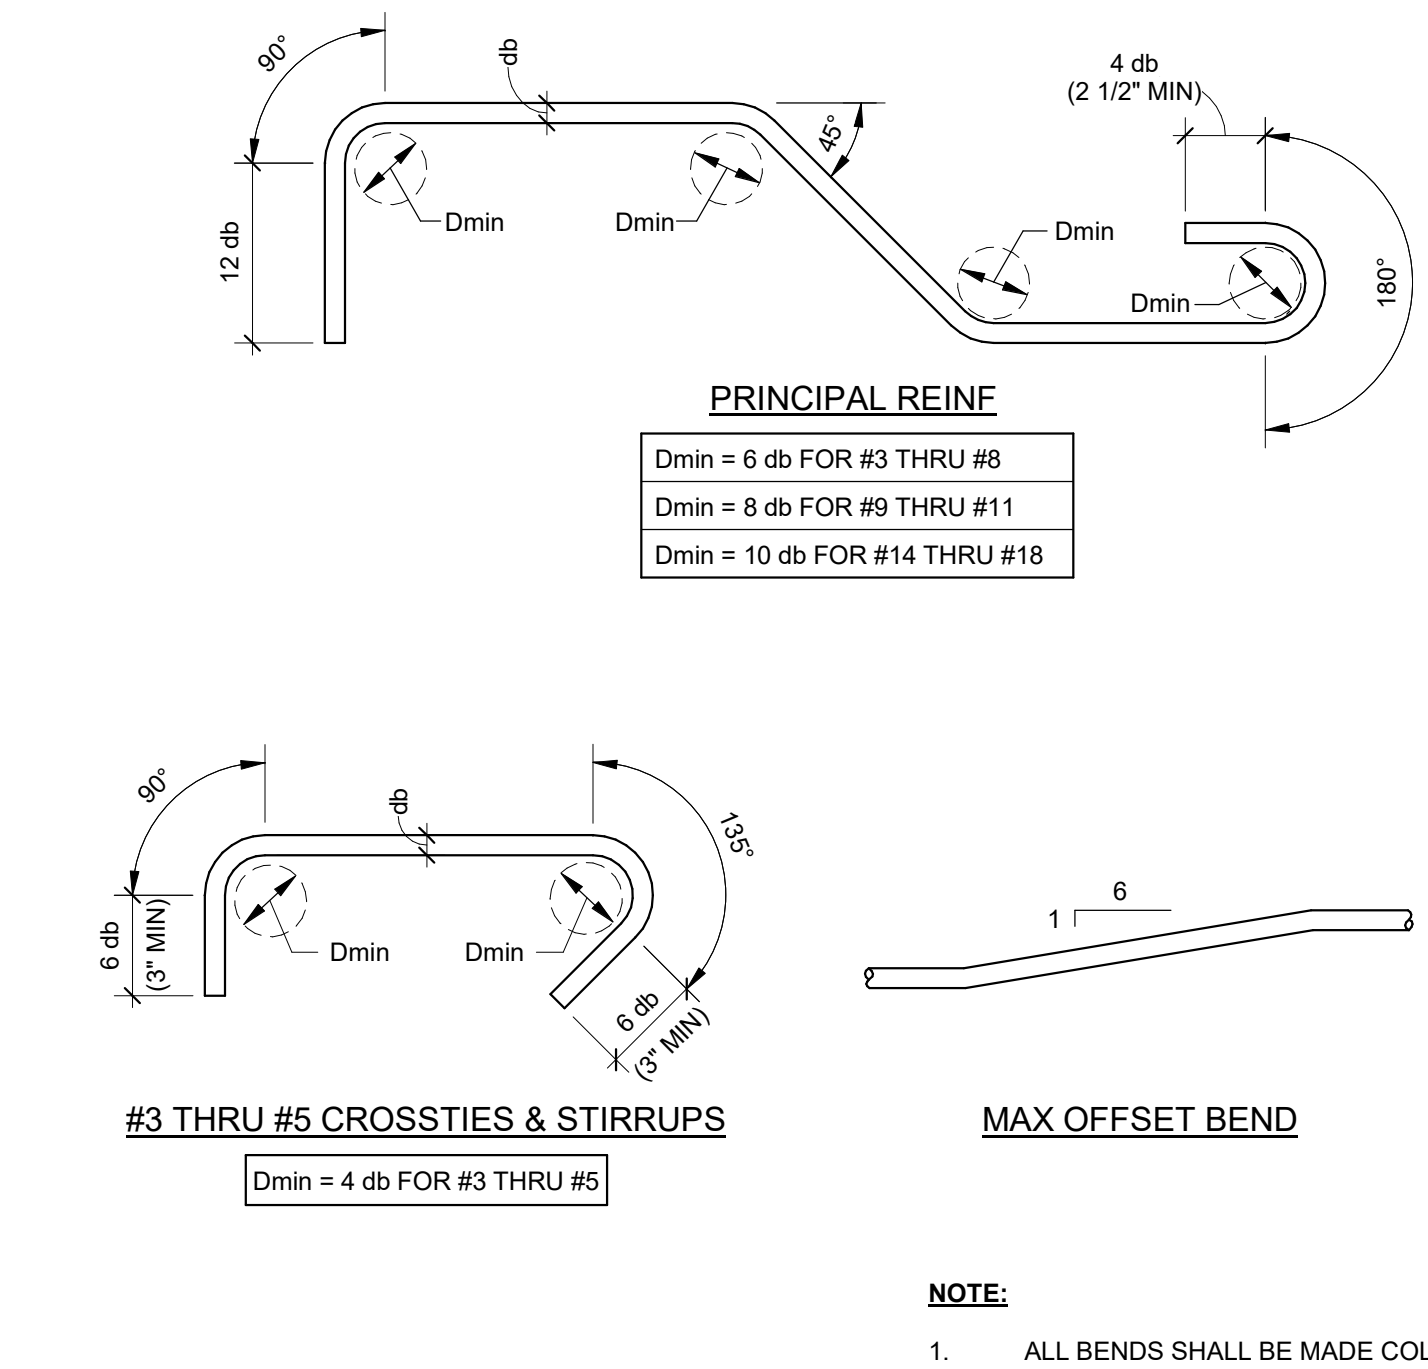 90°
db
4 db
(2 1/2" MIN)
45°
Dmin
Dmin
Dmin
12 db
180°
Dmin
PRINCIPAL REINF
Dmin = 6 db FOR #3 THRU #8
Dmin = 8 db FOR #9 THRU #11
Dmin = 10 db FOR #14 THRU #18
90°
db
135°
6 db
(3" MIN)
Dmin
Dmin
6 db
(3" MIN)
6
1
#3 THRU #5 CROSSTIES & STIRRUPS
MAX OFFSET BEND
Dmin = 4 db FOR #3 THRU #5
NOTE:
1. ALL BENDS SHALL BE MADE